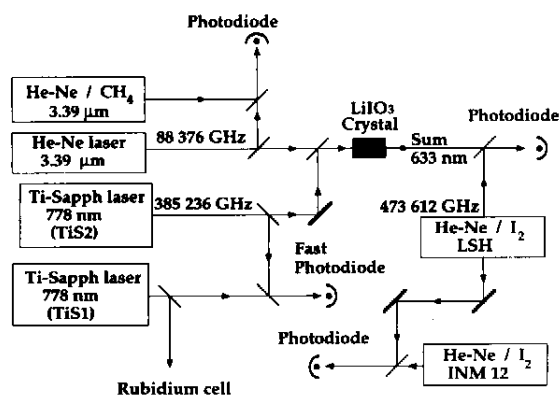 Photodiode
He-Ne / CH4
3.39 µm
He-Ne laser
3.39 µm
88 376 GHz
LiIO3
Crystal
Photodiode
Sum
633 nm
Ti-Sapph laser
778 nm
(TiS2)
385 236 GHz
473 612 GHz
He-Ne / I2
LSH
Ti-Sapph laser
778 nm
(TiS1)
Fast
Photodiode
Photodiode
He-Ne / I2
INM 12
Rubidium cell